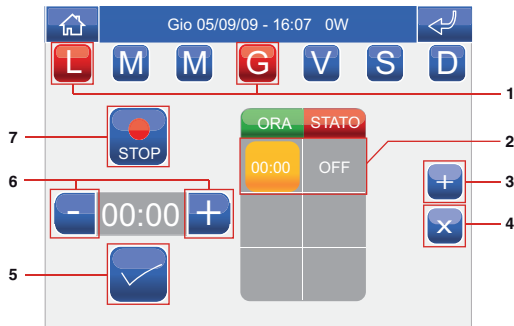 Gio 05/09/09 - 16:07 0W
L M M G V S D
1
7
STOP
ORA STATO
2
00:00 OFF
6
3
- 00:00 +
+
4
x
5